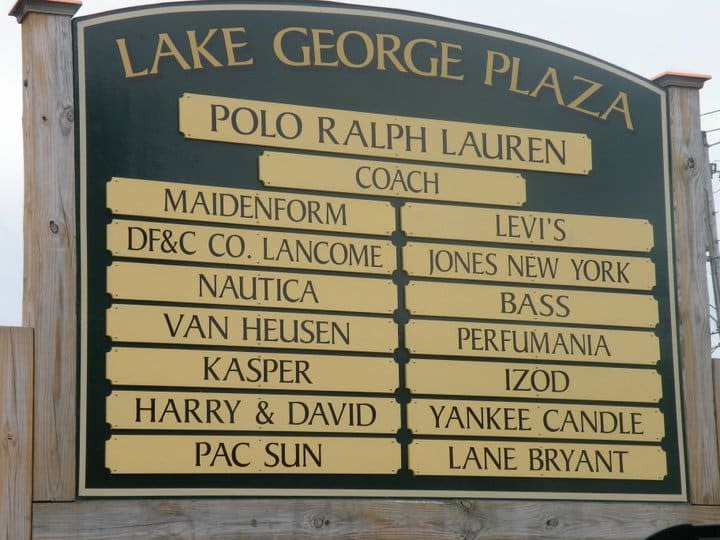 LAKE GEORGE PLAZA
POLO RALPH LAUREN
COACH
MAIDENFORM
LEVI'S
DF&C CO. LANCOME
JONES NEW YORK
NAUTICA
BASS
VAN HEUSEN
PERFUMANIA
KASPER
IZOD
HARRY & DAVID
YANKEE CANDLE
PAC SUN
LANE BRYANT